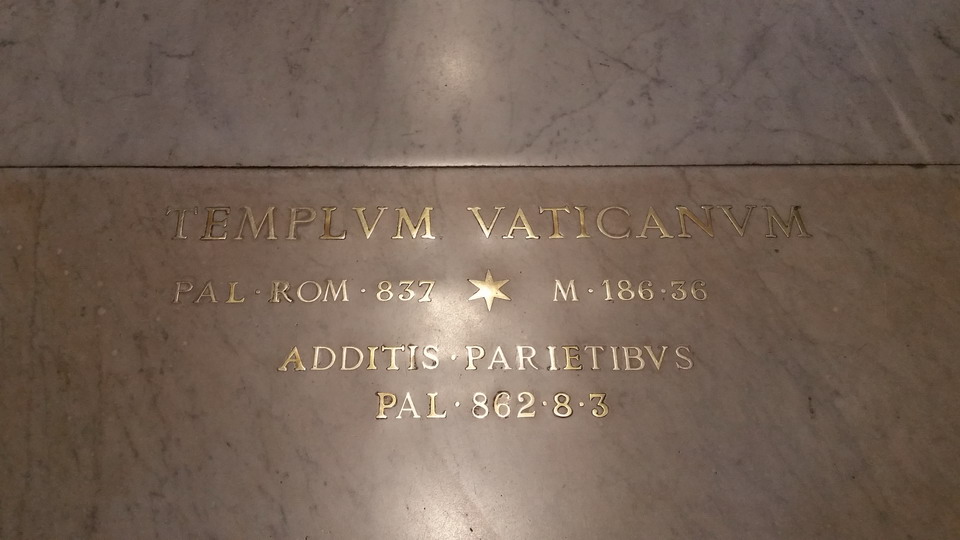 TEMPLVM VATICANVM
PAL·ROM·837 M·186·36
ADDITIS·PARIETIBVS
PAL·862·8·3